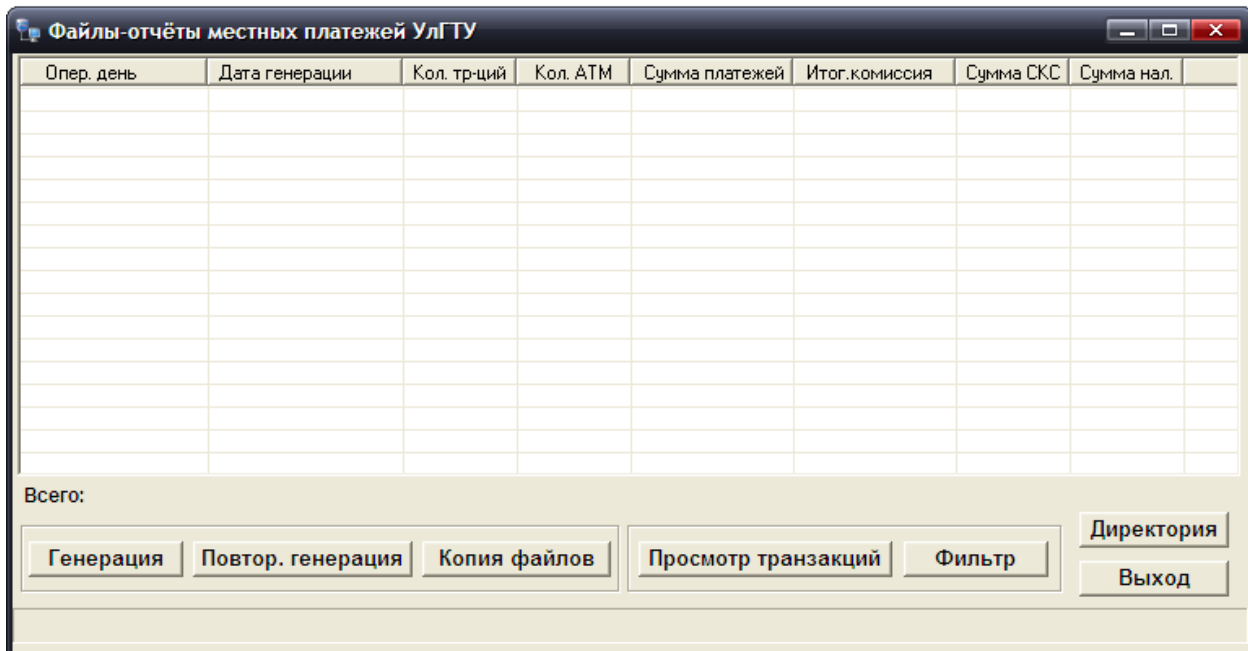 Файлы-отчёты местных платежей УлГТУ
Опер. день Дата генерации Кол. тр-ций Кол. АТМ Сумма платежей Итог.комиссия Сумма СКС Сумма нал.
Всего:
Директория
Генерация Повтор. генерация Копия файлов Просмотр транзакций Фильтр
Выход